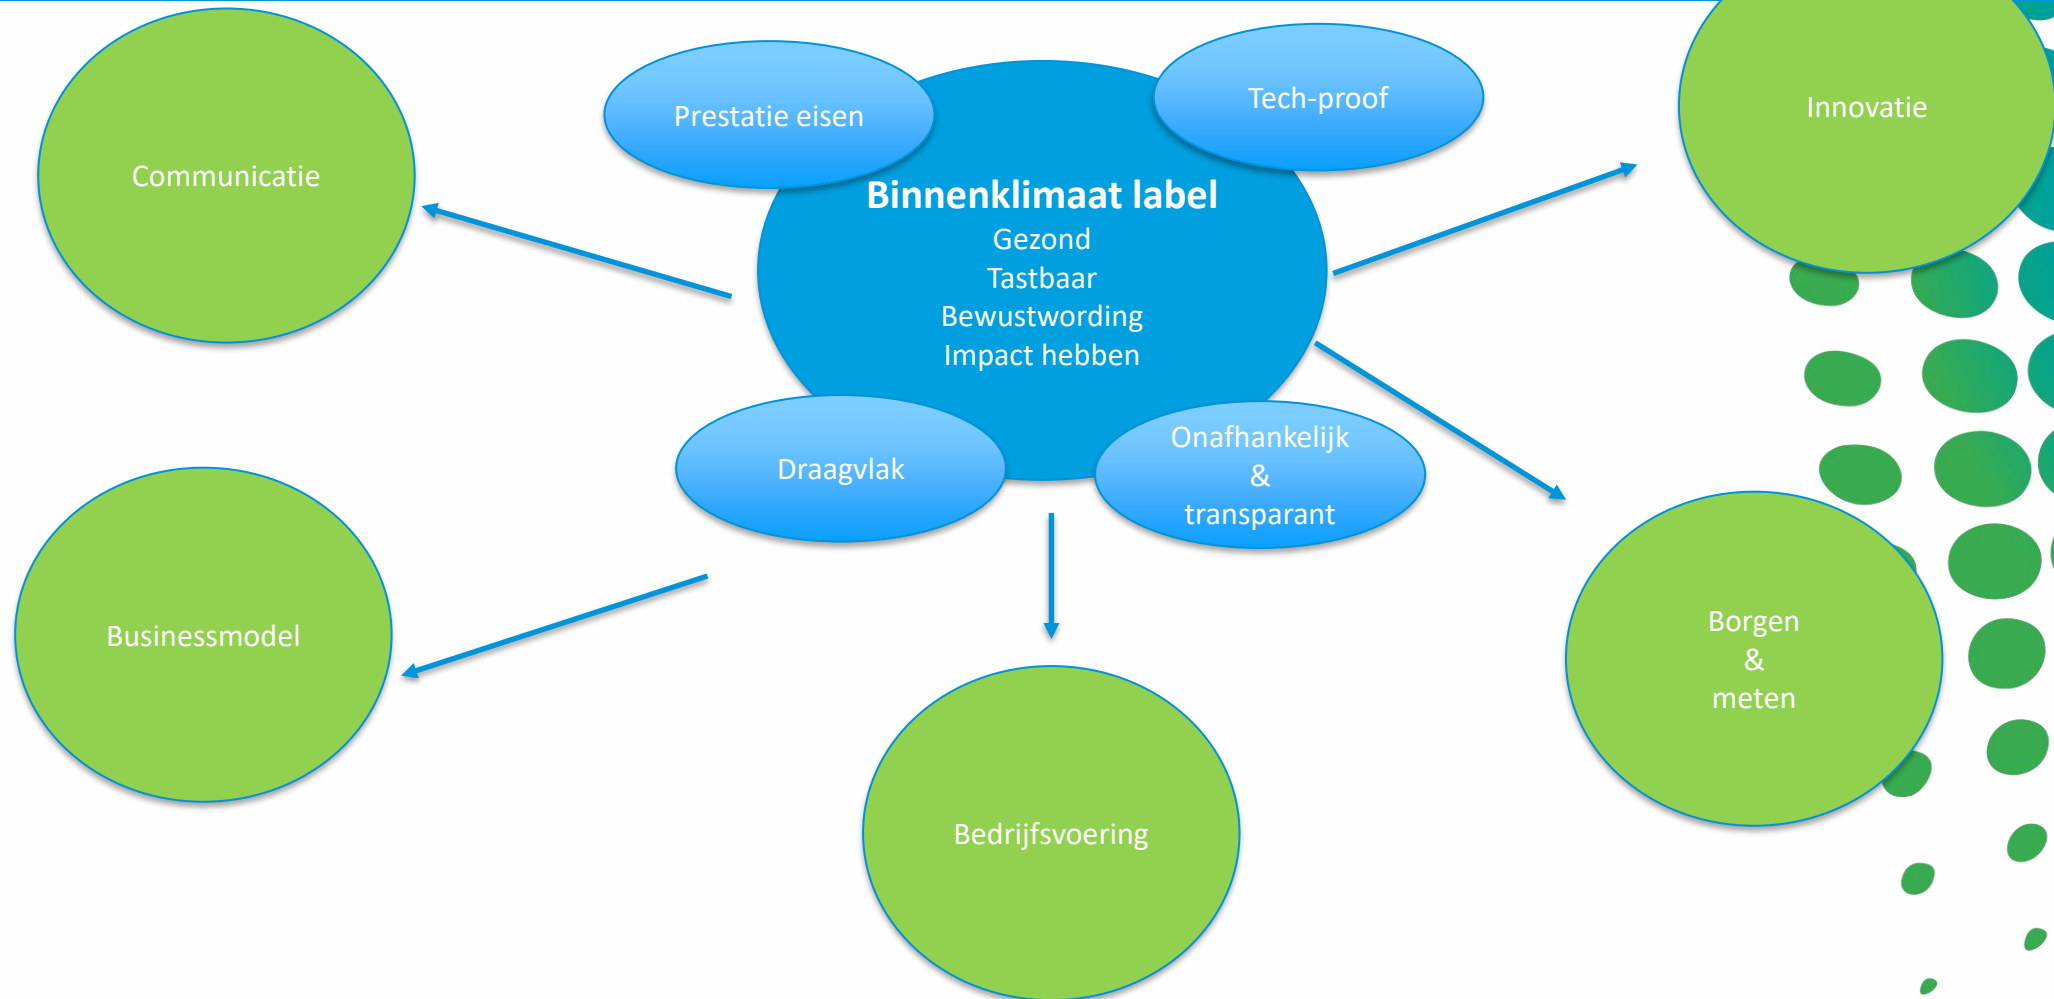 Communicatie
Prestatie eisen
Tech-proof
Innovatie
Binnenklimaat label
Gezond
Tastbaar
Bewustwording
Impact hebben
Draagvlak
Onafhankelijk
&
transparant
Businessmodel
Bedrijfsvoering
Borgen
&
meten